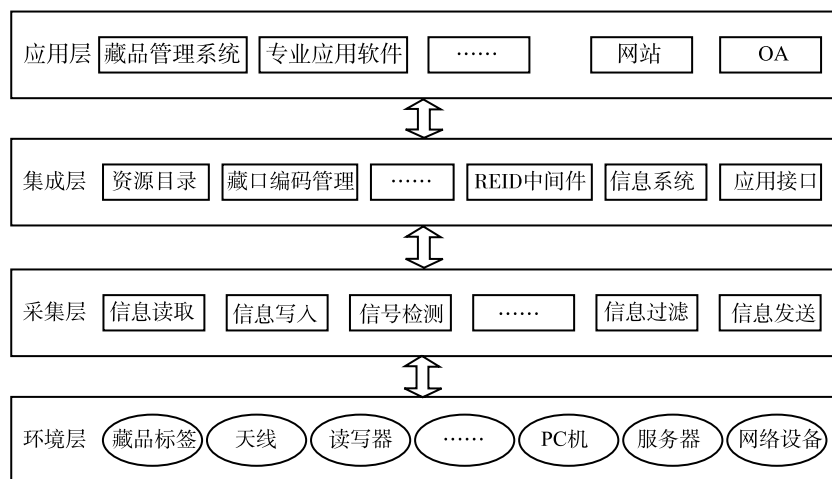 应用层 藏品管理系统 专业应用软件 …… 网站 OA
集成层 资源目录 藏口编码管理 …… REID中间件 信息系统 应用接口
采集层 信息读取 信息写入 信号检测 …… 信息过滤 信息发送
环境层 藏品标签 天线 读写器 …… PC机 服务器 网络设备